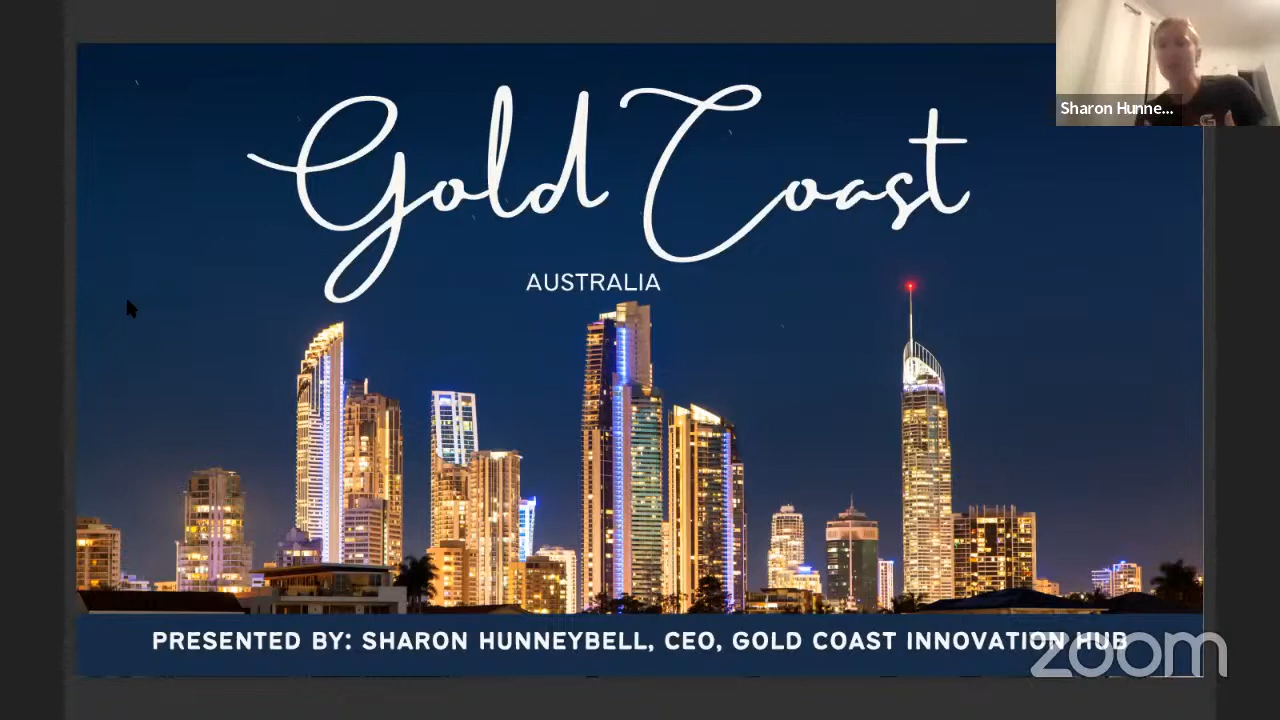 Sharon Hunne...
Gold Coast
AUSTRALIA
PRESENTED BY: SHARON HUNNEYBELL, CEO, GOLD COAST INNOVATION HUB
zoom